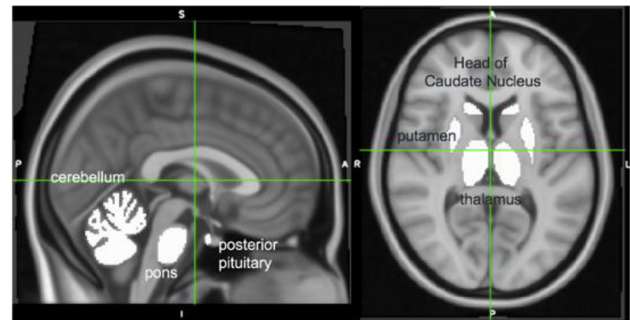 S
P
A
cerebellum
posterior
pituitary
pons
I
A
Head of
Caudate Nucleus
putamen
R
L
thalamus
P